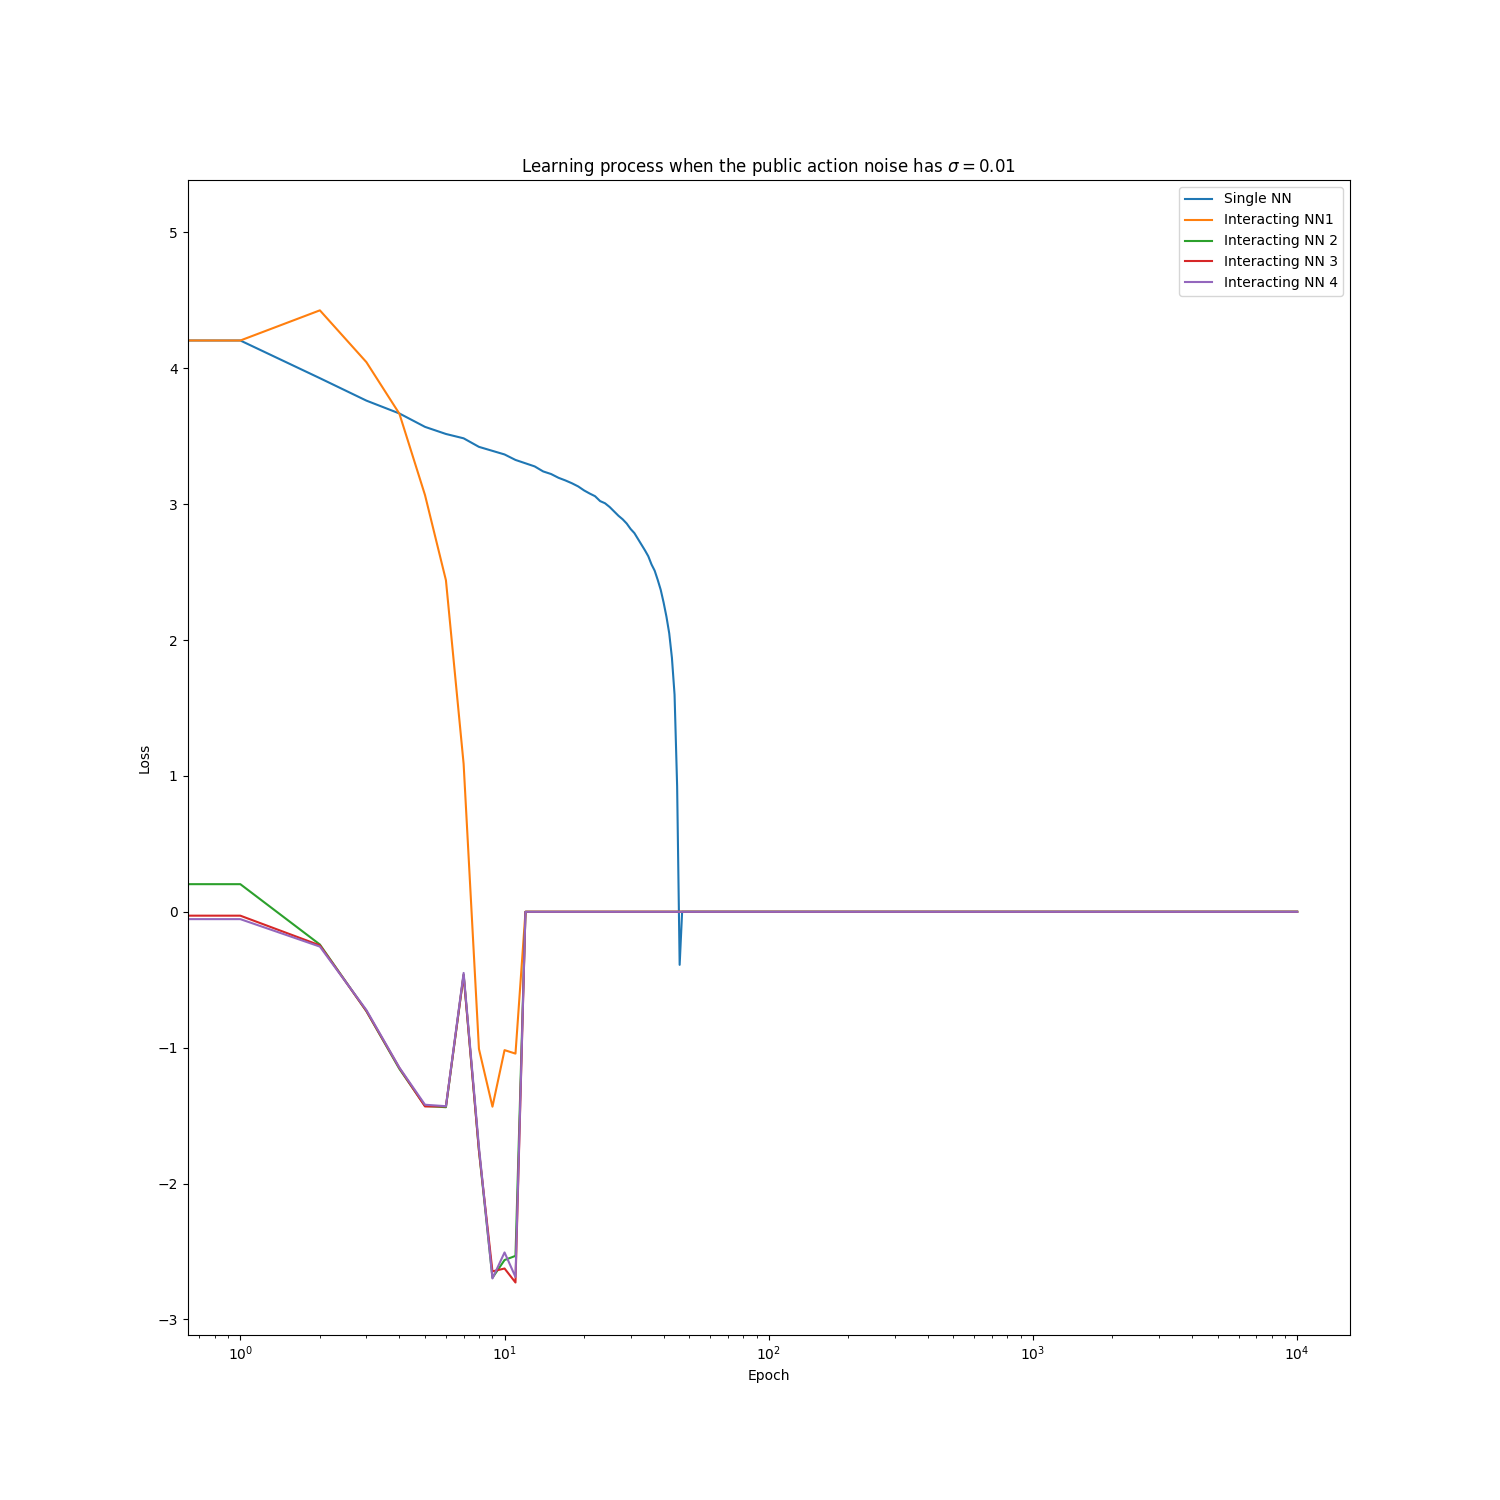 Learning process when the public action noise has σ = 0.01
Single NN
Interacting NN1
Interacting NN 2
Interacting NN 3
Interacting NN 4
5
4
3
2
1
0
−1
−2
−3
Loss
10⁰ 10¹ 10² 10³ 10⁴
Epoch